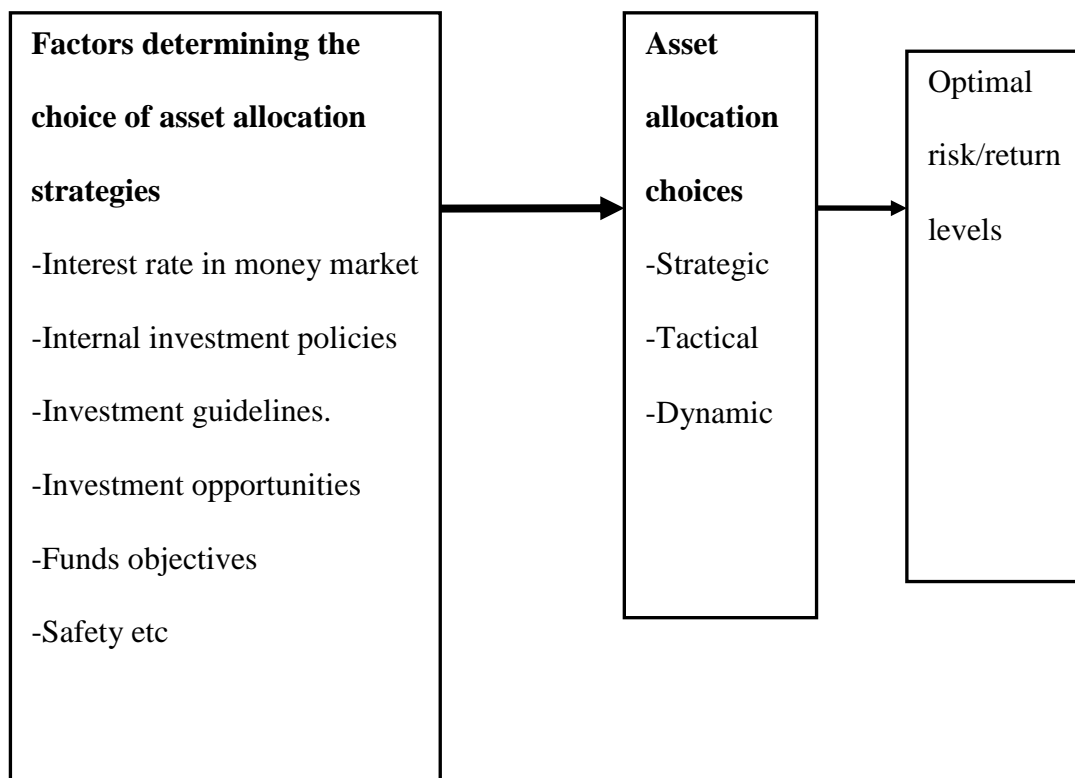 Factors determining the
choice of asset allocation
strategies
-Interest rate in money market
-Internal investment policies
-Investment guidelines.
-Investment opportunities
-Funds objectives
-Safety etc
Asset
allocation
choices
-Strategic
-Tactical
-Dynamic
Optimal
risk/return
levels